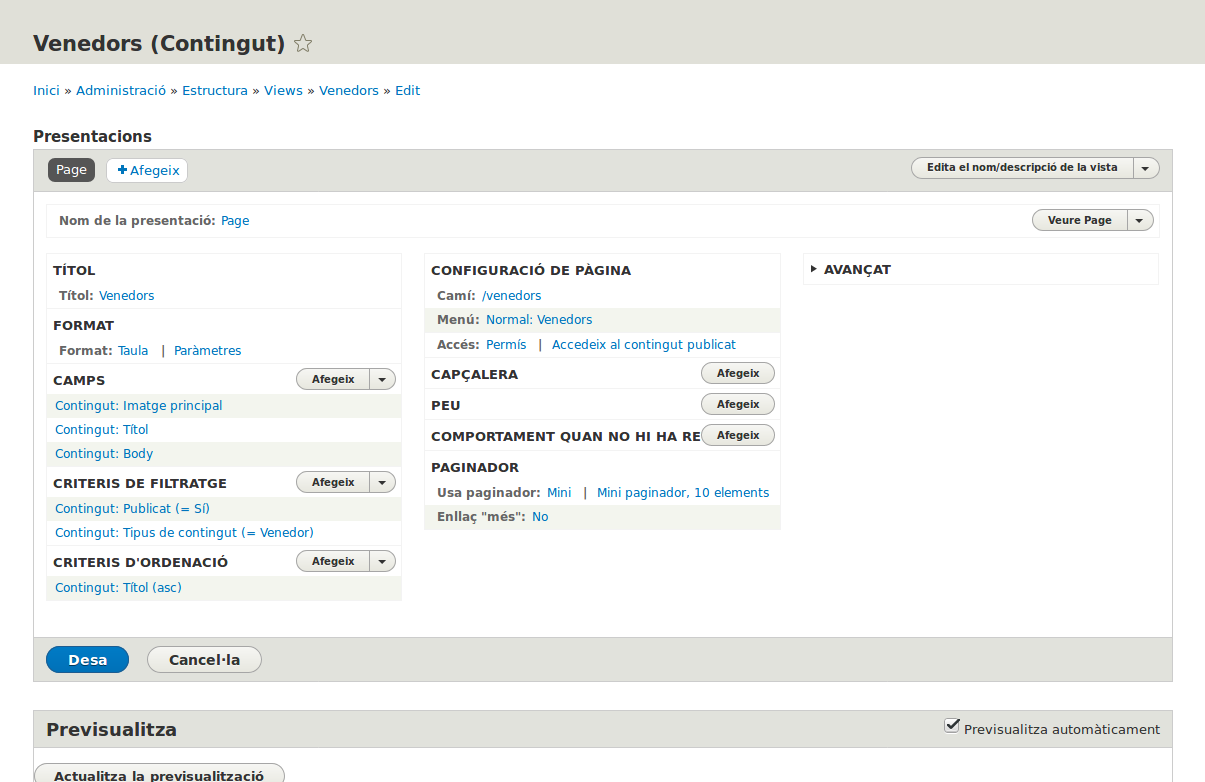 Venedors (Contingut)
Inici » Administració » Estructura » Views » Venedors » Edit
Presentacions
Page
Afegeix
Edita el nom/descripció de la vista
Nom de la presentació: Page
Veure Page
TÍTOL
Títol: Venedors
FORMAT
Format: Taula | Paràmetres
CAMPS
Afegeix
Contingut: Imatge principal
Contingut: Títol
Contingut: Body
CRITERIS DE FILTRATGE
Afegeix
Contingut: Publicat (= Sí)
Contingut: Tipus de contingut (= Venedor)
CRITERIS D'ORDENACIÓ
Afegeix
Contingut: Títol (asc)
CONFIGURACIÓ DE PÀGINA
Camí: /venedors
Menú: Normal: Venedors
Accés: Permís | Accedeix al contingut publicat
CAPÇALERA
Afegeix
PEU
Afegeix
COMPORTAMENT QUAN NO HI HA RE
Afegeix
PAGINADOR
Usa paginador: Mini | Mini paginador, 10 elements
Enllaç "més": No
AVANÇAT
Desa
Cancel·la
Previsualitza
Previsualitza automàticament
Actualitza la previsualització